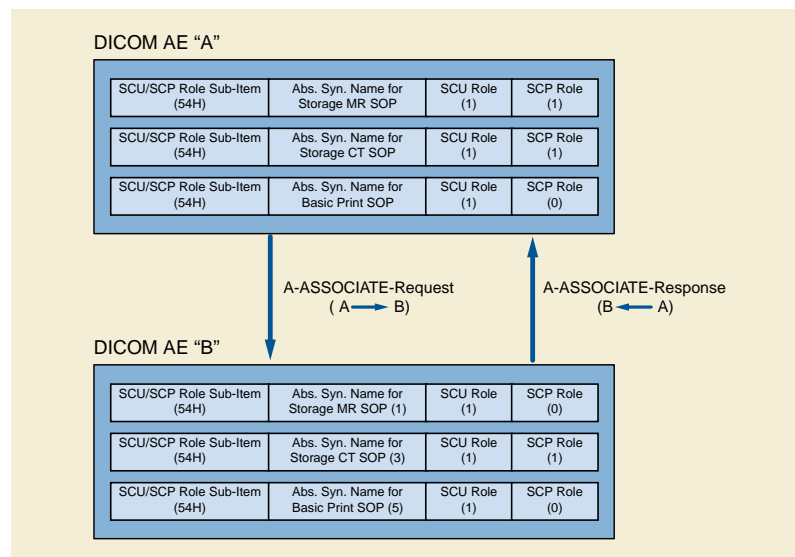 DICOM AE “A”
SCU/SCP Role Sub-Item Abs. Syn. Name for SCU Role SCP Role
(54H) Storage MR SOP (1) (1)
SCU/SCP Role Sub-Item Abs. Syn. Name for SCU Role SCP Role
(54H) Storage CT SOP (1) (1)
SCU/SCP Role Sub-Item Abs. Syn. Name for SCU Role SCP Role
(54H) Basic Print SOP (1) (0)
A-ASSOCIATE-Request A-ASSOCIATE-Response
( A B) (B A)
DICOM AE “B”
SCU/SCP Role Sub-Item Abs. Syn. Name for SCU Role SCP Role
(54H) Storage MR SOP (1) (1) (0)
SCU/SCP Role Sub-Item Abs. Syn. Name for SCU Role SCP Role
(54H) Storage CT SOP (3) (1) (1)
SCU/SCP Role Sub-Item Abs. Syn. Name for SCU Role SCP Role
(54H) Basic Print SOP (5) (1) (0)